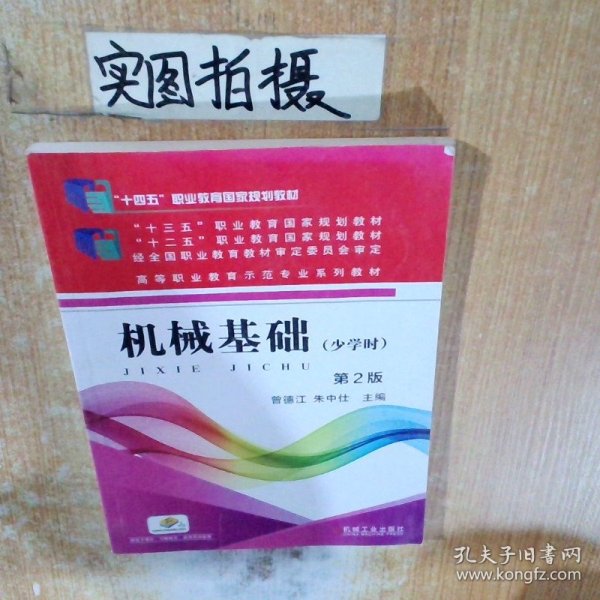 实图拍摄
"十四五"职业教育国家规划教材
"十三五"职业教育国家规划教材
"十二五"职业教育国家规划教材
经全国职业教育教材审定委员会审定
高等职业教育示范专业系列教材
机械基础(少学时)
JIXIE JICHU
第2版
曾德江 朱中仕 主编
机械工业出版社
孔夫子旧书网
www.kongfz.com